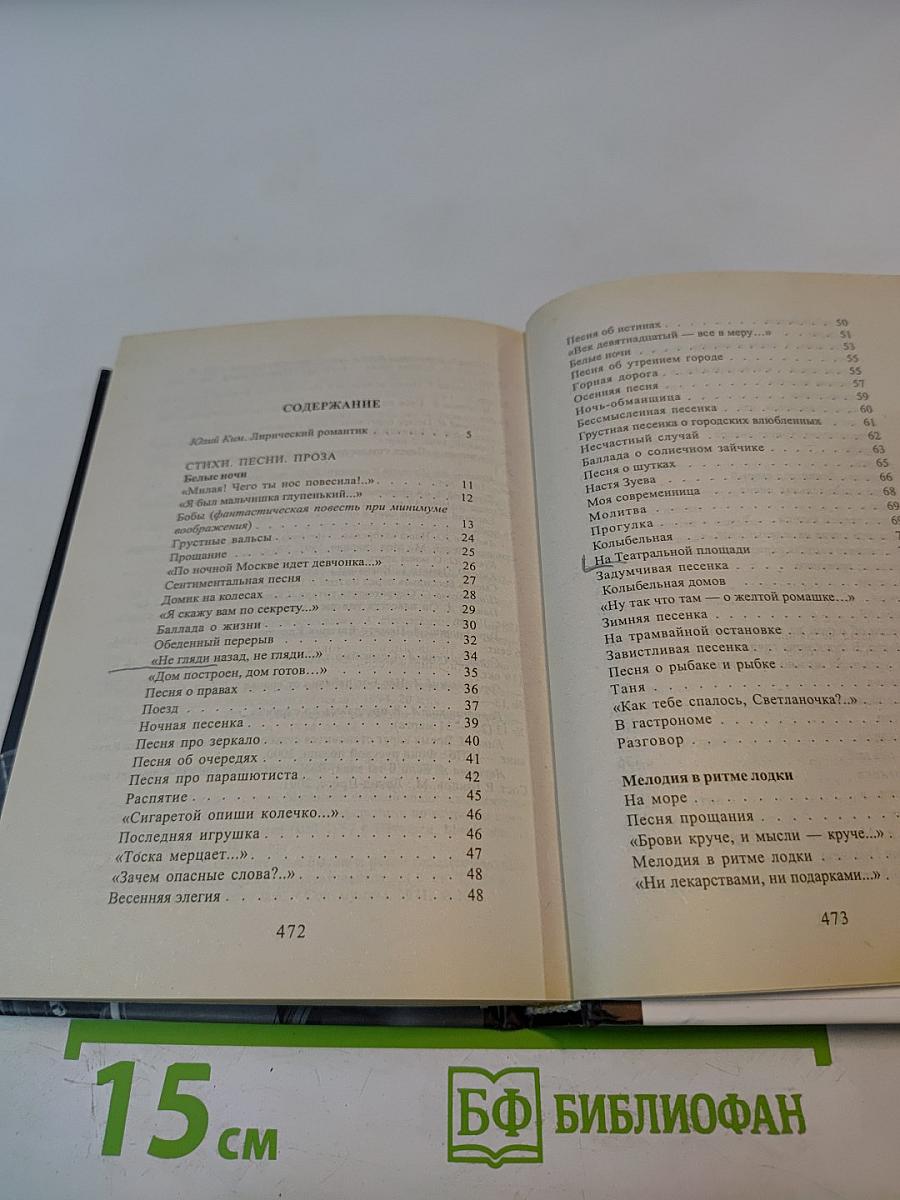 СОДЕРЖАНИЕ
Юлий Ким. Лирический романтик . . . . . . . 5
СТИХИ. ПЕСНИ. ПРОЗА
Белые ночи
«Милая! Чего ты нос повесила!..» . . . . . . 11
«Я был мальчишка глупенький...» . . . . . . 12
Бобы (фантастическая повесть при минимуме
воображения) . . . . . . 13
Грустные вальсы . . . . . . 24
Прощание . . . . . . 25
«По ночной Москве идет девчонка...» . . . . . . 26
Сентиментальная песня . . . . . . 27
Домик на колесах . . . . . . 28
«Я скажу вам по секрету...» . . . . . . 29
Баллада о жизни . . . . . . 30
Обеденный перерыв . . . . . . 32
«Не гляди назад, не гляди...» . . . . . . 34
«Дом построен, дом готов...» . . . . . . 35
Песня о правах . . . . . . 36
Поезд . . . . . . 37
Ночная песенка . . . . . . 39
Песня про зеркало . . . . . . 40
Песня об очередях . . . . . . 41
Песня про парашютиста . . . . . . 42
Распятие . . . . . . 45
«Сигаретой опиши колечко...» . . . . . . 46
Последняя игрушка . . . . . . 46
«Тоска мерцает...» . . . . . . 47
«Зачем опасные слова?..» . . . . . . 48
Весенняя элегия . . . . . . 48
472
Песня об истинах . . . . . . 50
«Век девятнадцатый — все в меру...» . . . . . . 51
Белые ночи . . . . . . 53
Песня об утреннем городе . . . . . . 55
Горная дорога . . . . . . 55
Осенняя песня . . . . . . 57
Ночь-обманщица . . . . . . 59
Бессмысленная песенка . . . . . . 60
Грустная песенка о городских влюбленных . . 61
Несчастный случай . . . . . . 62
Баллада о солнечном зайчике . . . . . . 63
Песня о шутках . . . . . . 65
Настя Зуева . . . . . . 66
Моя современница . . . . . . 68
Молитва . . . . . . 69
Прогулка . . . . . .
Колыбельная . . . . . .
На Театральной площади . . . . . .
Задумчивая песенка . . . . . .
Колыбельная домов . . . . . .
«Ну так что там — о желтой ромашке...» . . .
Зимняя песенка . . . . . .
На трамвайной остановке . . . . . .
Завистливая песенка . . . . . .
Песня о рыбаке и рыбке . . . . . .
Таня . . . . . .
«Как тебе спалось, Светланочка?..» . . . .
В гастрономе . . . . . .
Разговор . . . . . .
Мелодия в ритме лодки
На море . . . . . .
Песня прощания . . . . . .
«Брови круче, и мысли — круче...» .
Мелодия в ритме лодки . . . . . .
«Ни лекарствами, ни подарками...» .
473
15 см
БФ БИБЛИОФАН